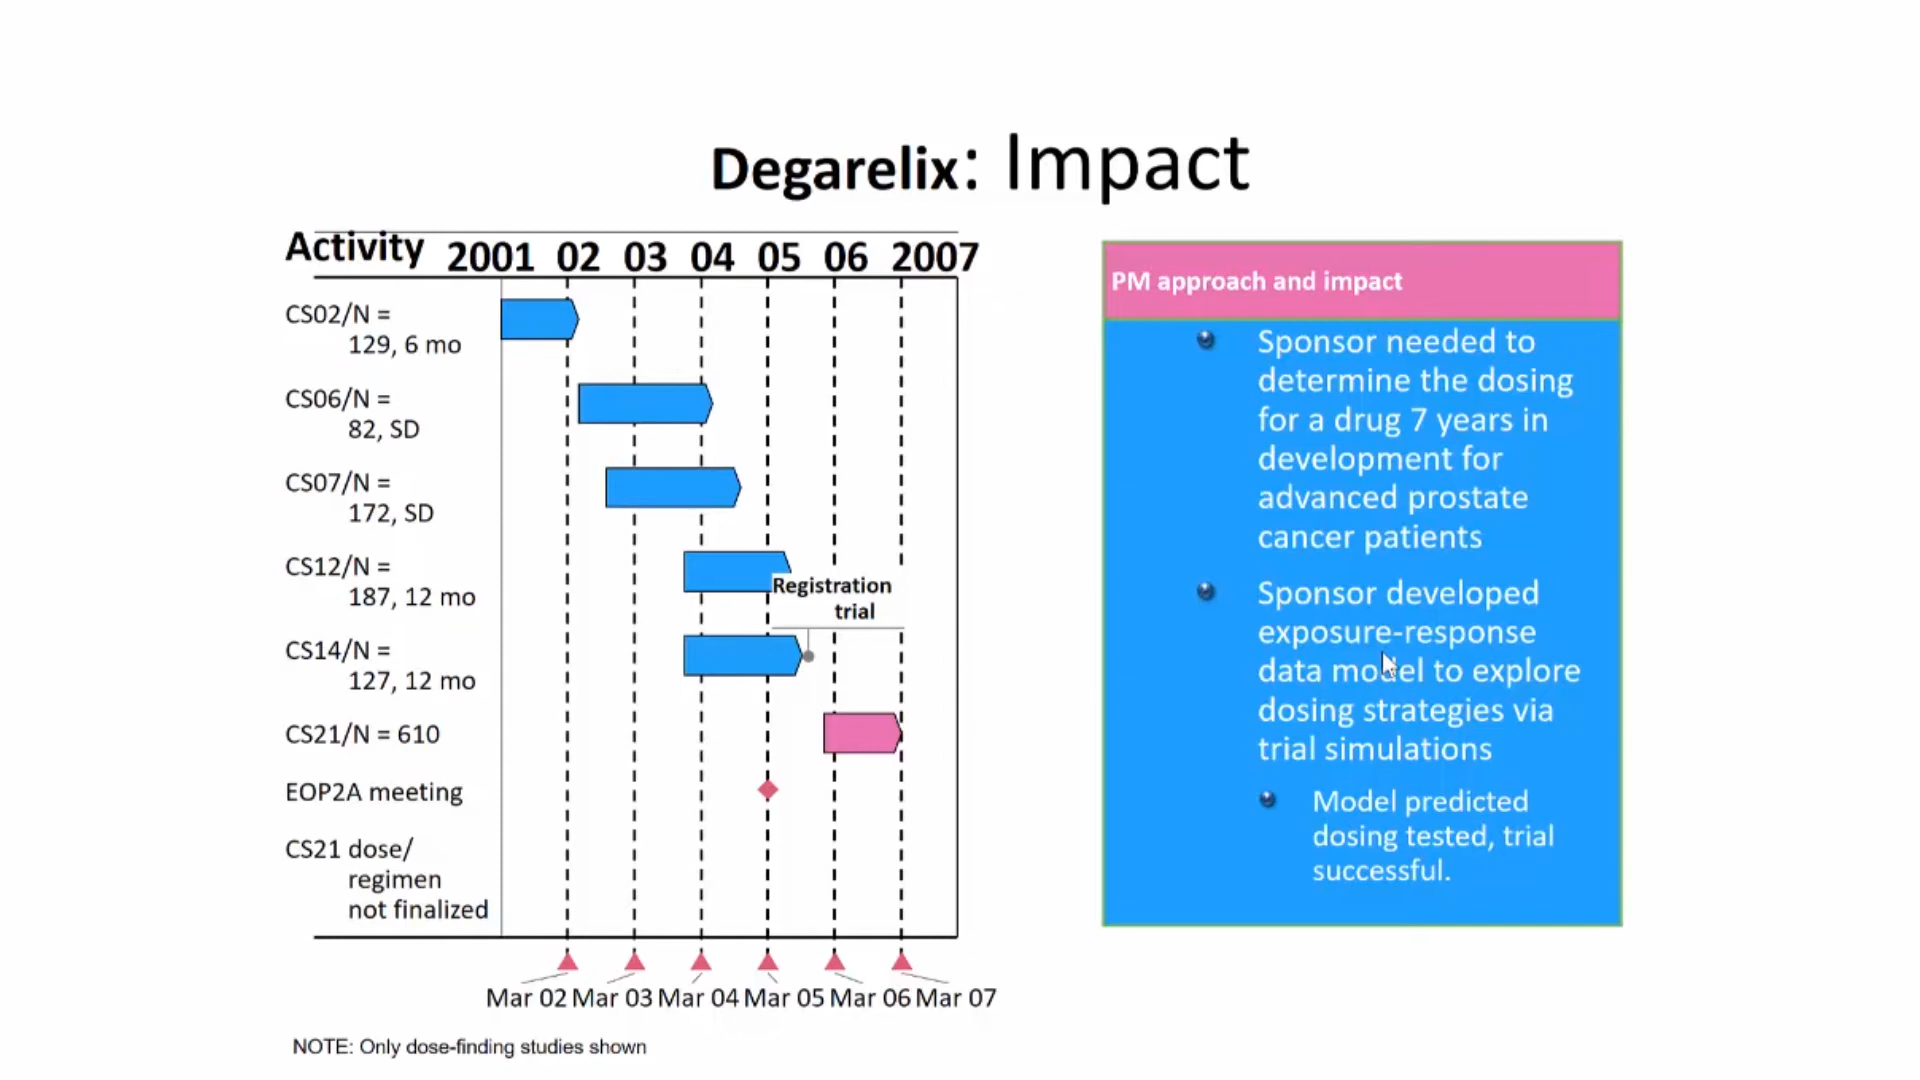 Degarelix: Impact
Activity 2001 02 03 04 05 06 2007
CS02/N =
129, 6 mo
CS06/N =
82, SD
CS07/N =
172, SD
CS12/N =
187, 12 mo
Registration
trial
CS14/N =
127, 12 mo
CS21/N = 610
EOP2A meeting
CS21 dose/
regimen
not finalized
Mar 02 Mar 03 Mar 04 Mar 05 Mar 06 Mar 07
NOTE: Only dose-finding studies shown
PM approach and impact
Sponsor needed to
determine the dosing
for a drug 7 years in
development for
advanced prostate
cancer patients
Sponsor developed
exposure-response
data model to explore
dosing strategies via
trial simulations
Model predicted
dosing tested, trial
successful.